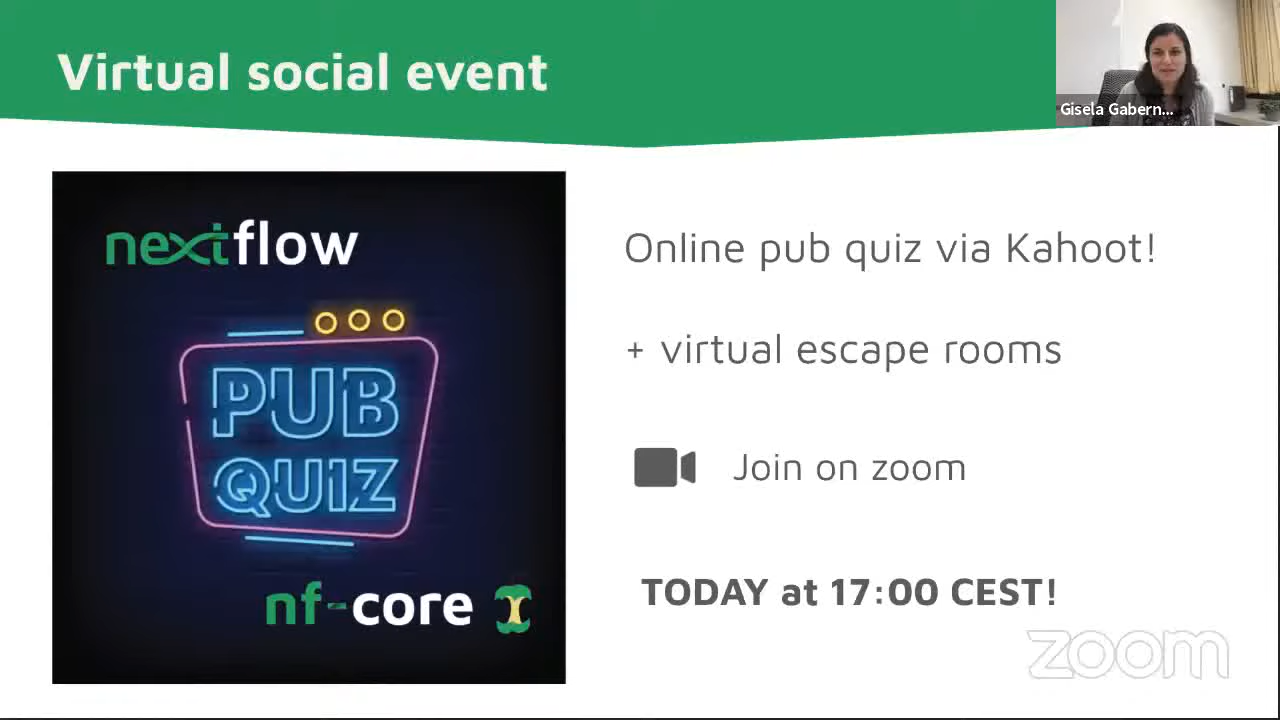 Virtual social event
Gisela Gabern...
nextflow
PUB
QUIZ
nf-core
Online pub quiz via Kahoot!
+ virtual escape rooms
Join on zoom
TODAY at 17:00 CEST!
zoom